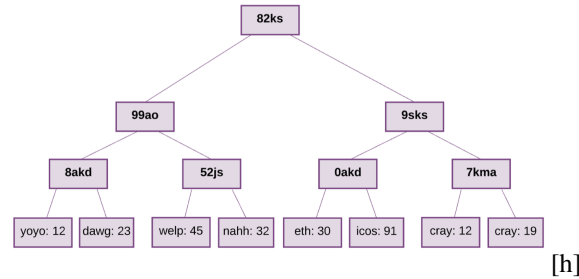 82ks
99ao 9sks
8akd 52js 0akd 7kma
yoyo: 12 dawg: 23 welp: 45 nahh: 32 eth: 30 icos: 91 cray: 12 cray: 19
[h]